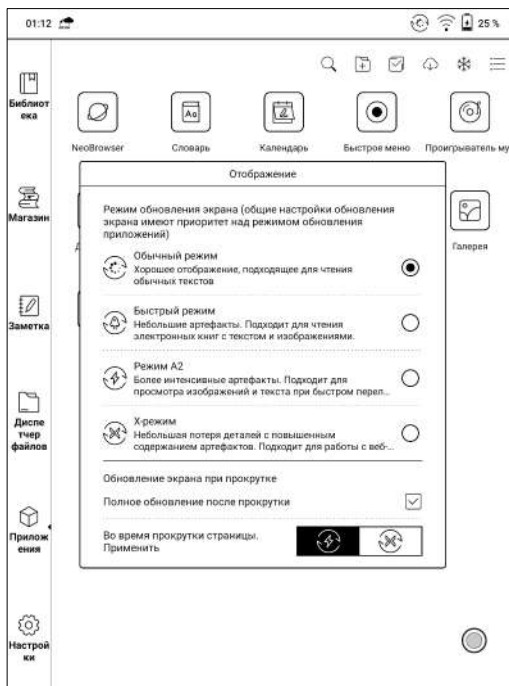 01:12
25 %
Библиот
ека
NeoBrowser
Словарь
Календарь
Быстрое меню
Проигрыватель му
Магазин
Отображение
Режим обновления экрана (общие настройки обновления
экрана имеют приоритет над режимом обновления
приложений)
Галерея
Обычный режим
Хорошее отображение, подходящее для чтения
обычных текстов
Быстрый режим
Небольшие артефакты. Подходит для чтения
электронных книг с текстом и изображениями.
Заметка
Режим А2
Более интенсивные артефакты. Подходит для
просмотра изображений и текста при быстром переп...
Диспе
тчер
файлов
Х-режим
Небольшая потеря деталей с повышенным
содержанием артефактов. Подходит для работы с веб-...
Обновление экрана при прокрутке
Полное обновление после прокрутки
Прилож
ения
Во время прокрутки страницы.
Применить
Настрой
ки